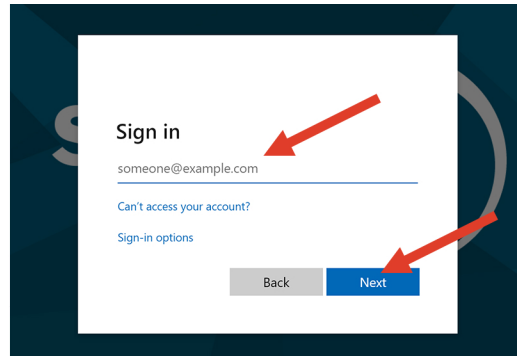 Sign in
someone@example.com
Can't access your account?
Sign-in options
Back Next